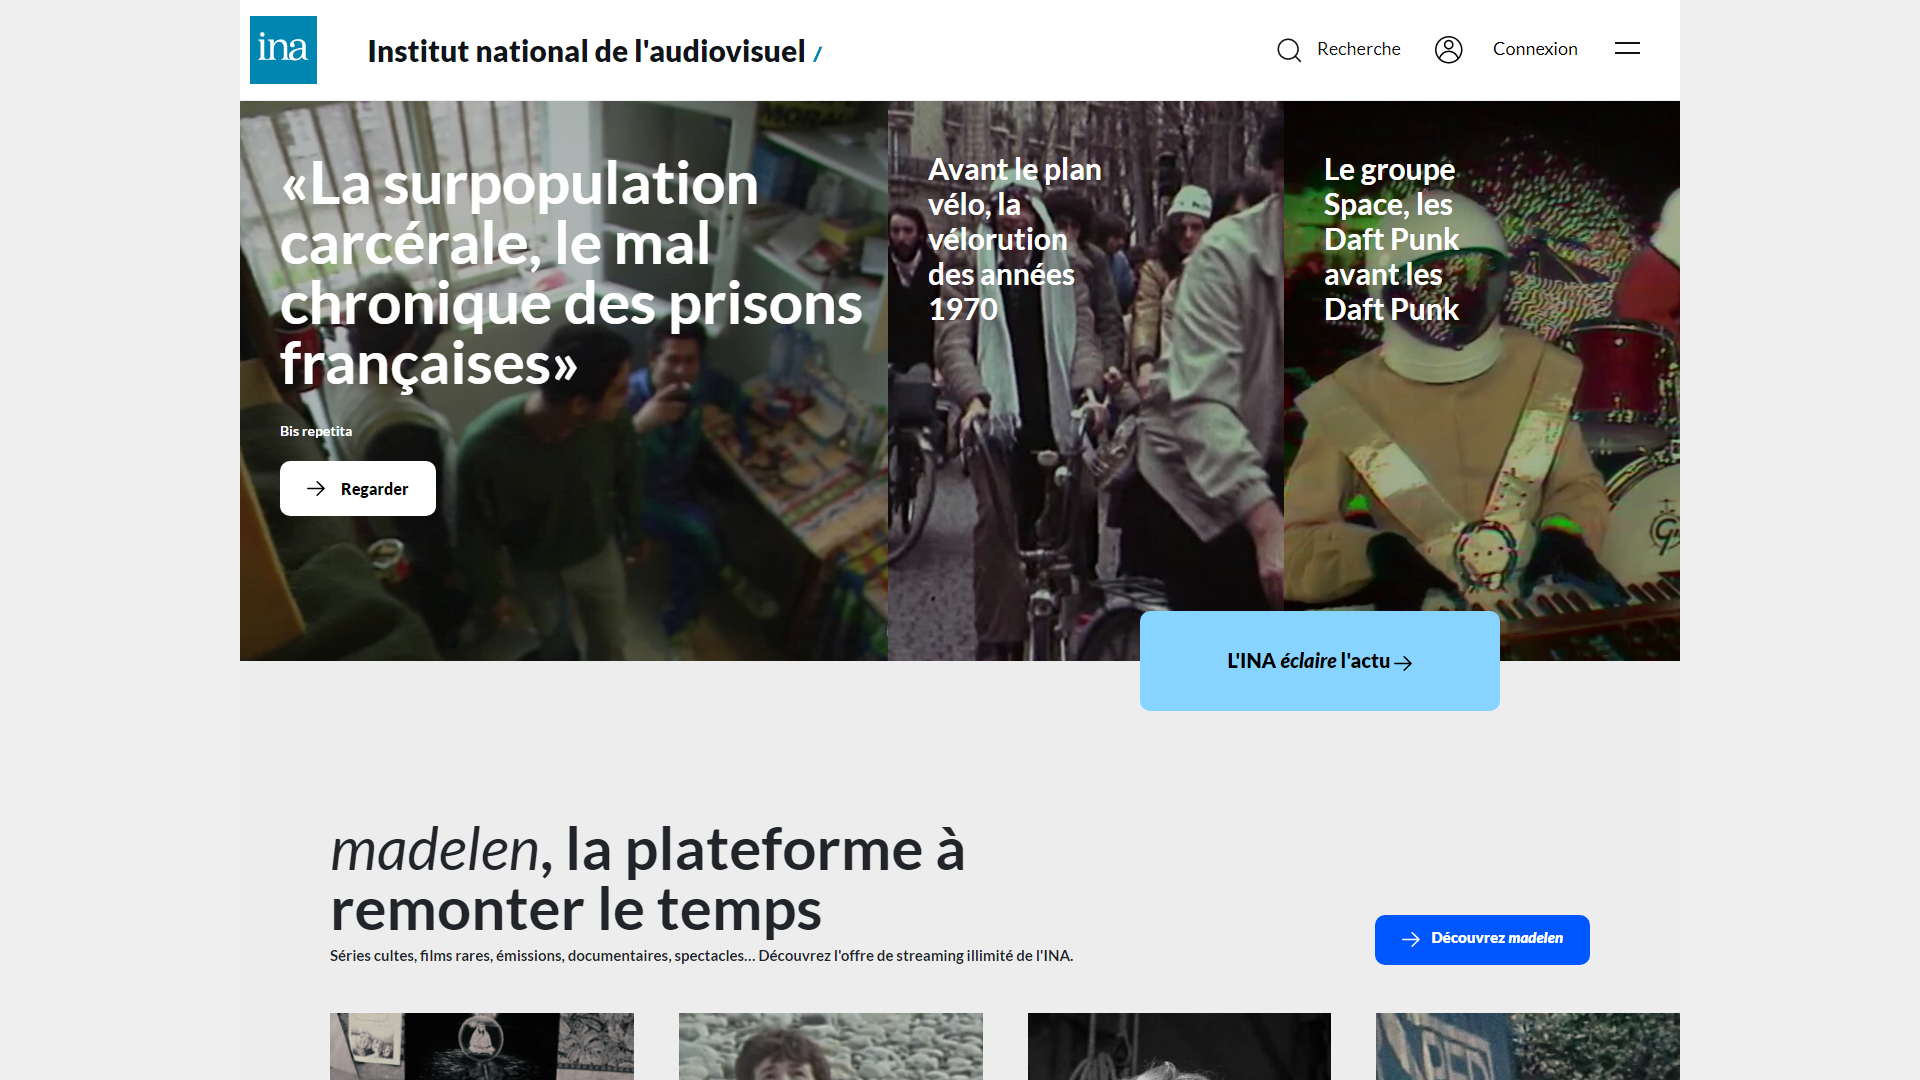 ina
Institut national de l'audiovisuel /
Recherche
Connexion
«La surpopulation
carcérale, le mal
chronique des prisons
françaises»
Bis repetita
Regarder
Avant le plan
vélo, la
vélorution
des années
1970
Le groupe
Space, les
Daft Punk
avant les
Daft Punk
L'INA éclaire l'actu
madelen, la plateforme à
remonter le temps
Séries cultes, films rares, émissions, documentaires, spectacles... Découvrez l'offre de streaming illimité de l'INA.
Découvrez madelen